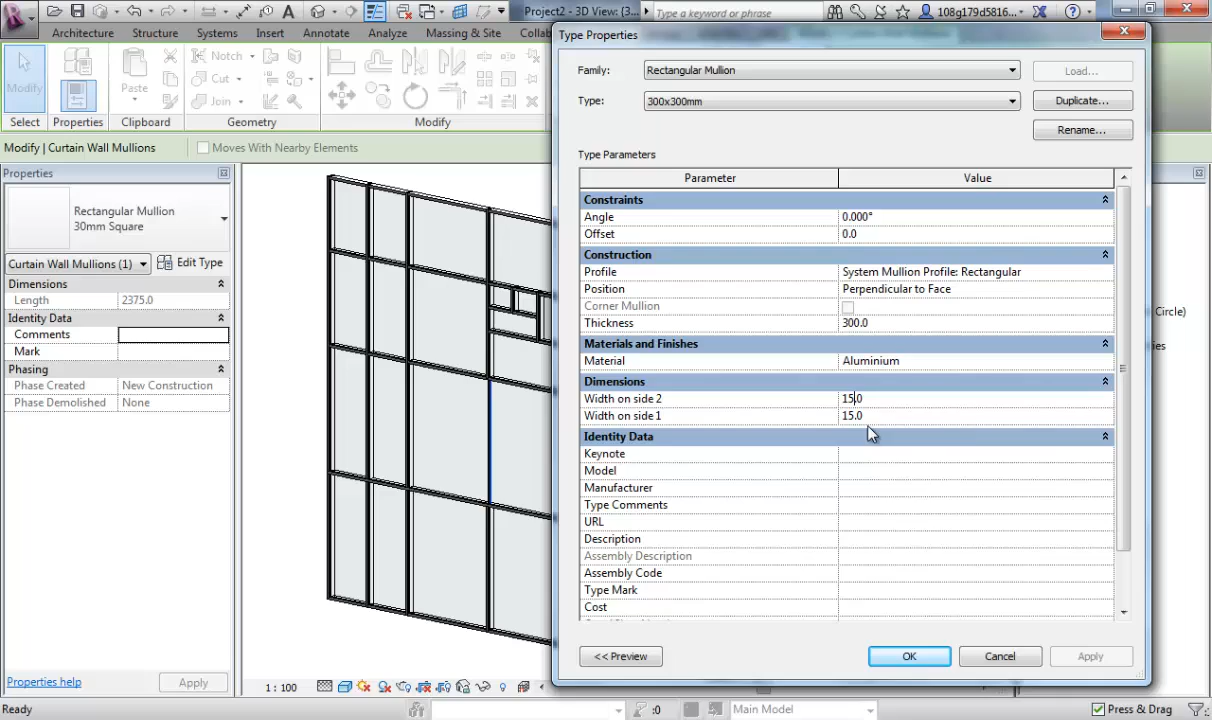 Project2 - 3D View: {3...
Type a keyword or phrase
108g179d5816...
Architecture Structure Systems Insert Annotate Analyze Massing & Site Collab
Modify
Notch
Cut
Join
Paste
Select Properties Clipboard Geometry Modify
Modify | Curtain Wall Mullions
Moves With Nearby Elements
Properties
Rectangular Mullion
30mm Square
Curtain Wall Mullions (1)
Edit Type
Dimensions
Length 2375.0
Identity Data
Comments
Mark
Phasing
Phase Created New Construction
Phase Demolished None
Properties help
Apply
1 : 100
Ready
:0
Main Model
Press & Drag
Circle)
ies
Type Properties
Family: Rectangular Mullion
Load...
Type: 300x300mm
Duplicate...
Rename...
Type Parameters
Parameter Value
Constraints
Angle 0.000°
Offset 0.0
Construction
Profile System Mullion Profile: Rectangular
Position Perpendicular to Face
Corner Mullion
Thickness 300.0
Materials and Finishes
Material Aluminium
Dimensions
Width on side 2 15.0
Width on side 1 15.0
Identity Data
Keynote
Model
Manufacturer
Type Comments
URL
Description
Assembly Description
Assembly Code
Type Mark
Cost
<< Preview
OK
Cancel
Apply